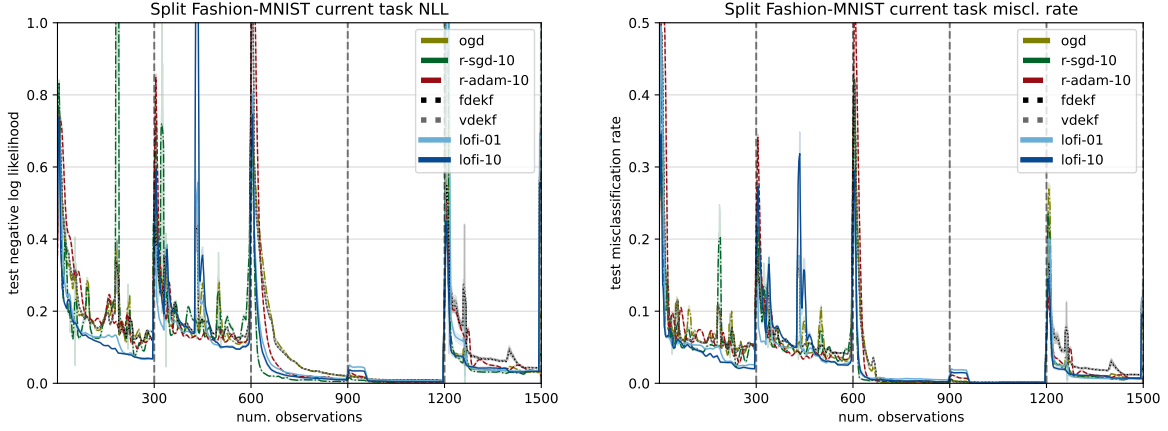 Split Fashion-MNIST current task NLL
test negative log likelihood
1.0
0.8
0.6
0.4
0.2
0.0
300
600
900
1200
1500
num. observations
ogd
r-sgd-10
r-adam-10
fdekf
vdekf
lofi-01
lofi-10
Split Fashion-MNIST current task miscl. rate
test misclassification rate
0.5
0.4
0.3
0.2
0.1
0.0
300
600
900
1200
1500
num. observations
ogd
r-sgd-10
r-adam-10
fdekf
vdekf
lofi-01
lofi-10